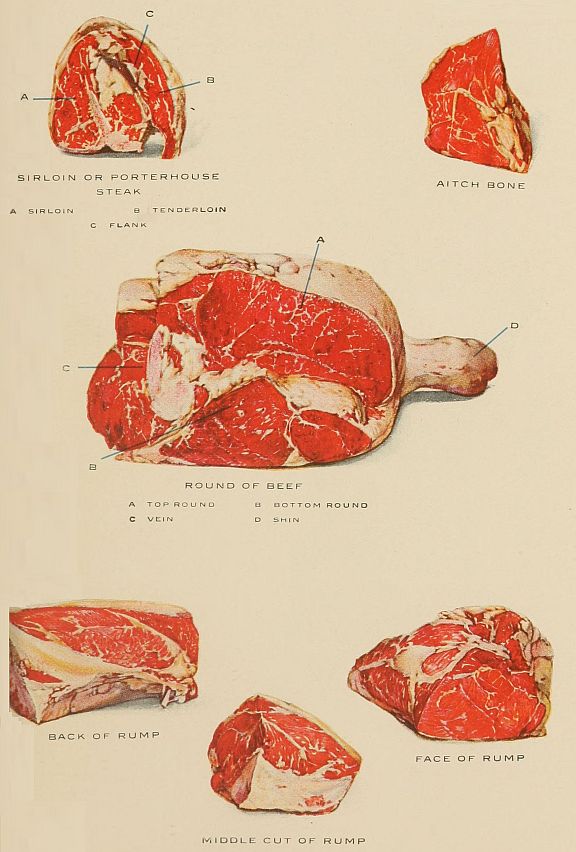 C
A
B
SIRLOIN OR PORTERHOUSE
STEAK
A SIRLOIN B TENDERLOIN
C FLANK
AITCH BONE
A
D
C
B
ROUND OF BEEF
A TOP ROUND B BOTTOM ROUND
C VEIN D SHIN
BACK OF RUMP
FACE OF RUMP
MIDDLE CUT OF RUMP